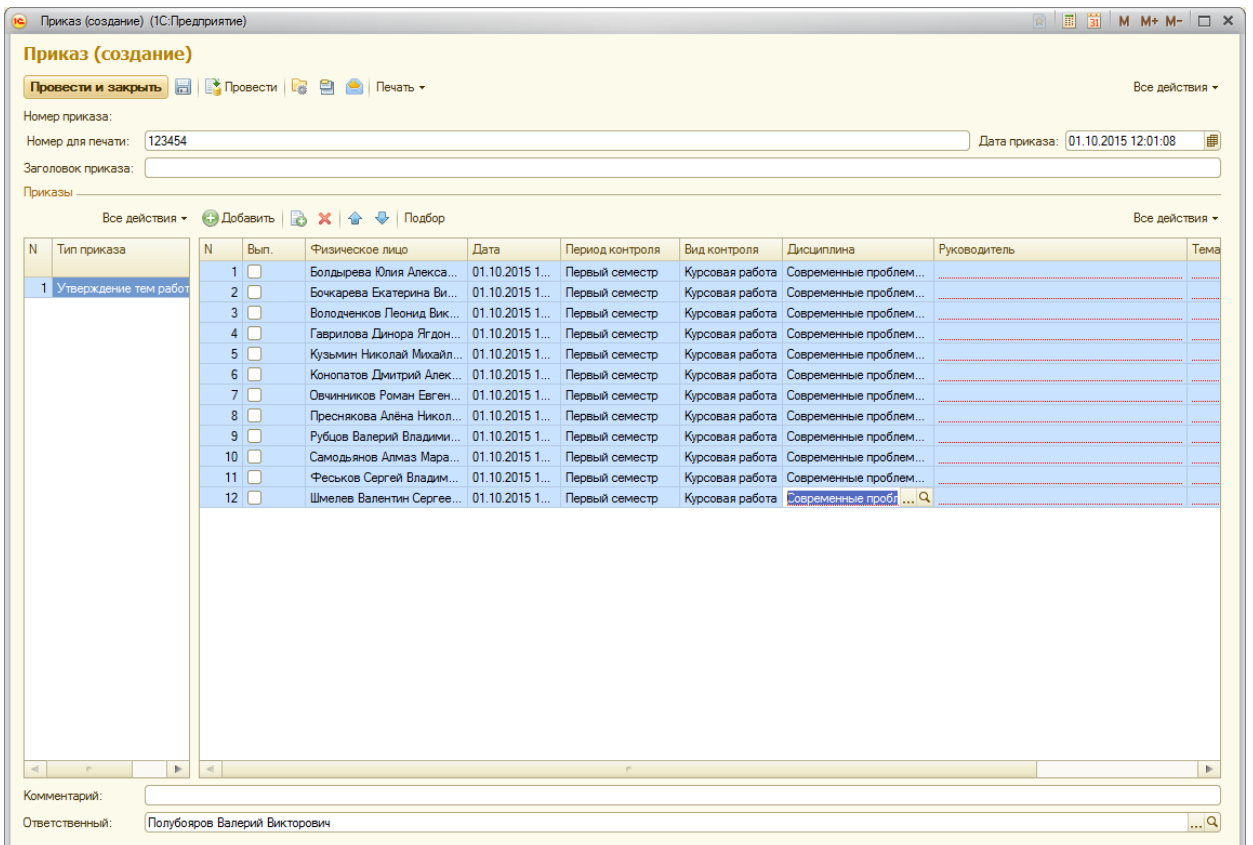 Приказ (создание) (1С:Предприятие) 31 M M+ M-
Приказ (создание)
Провести и закрыть Провести Печать Все действия
Номер приказа:
Номер для печати: 123454 Дата приказа: 01.10.2015 12:01:08
Заголовок приказа:
Приказы
Все действия Добавить Подбор Все действия
N Тип приказа N Вып. Физическое лицо Дата Период контроля Вид контроля Дисциплина Руководитель Тема
1 Утверждение тем работ
1 Болдырева Юлия Алекса... 01.10.2015 1... Первый семестр Курсовая работа Современные проблем...
2 Бочкарева Екатерина Ви... 01.10.2015 1... Первый семестр Курсовая работа Современные проблем...
3 Володченков Леонид Вик... 01.10.2015 1... Первый семестр Курсовая работа Современные проблем...
4 Гаврилова Динора Ягдон... 01.10.2015 1... Первый семестр Курсовая работа Современные проблем...
5 Кузьмин Николай Михайл... 01.10.2015 1... Первый семестр Курсовая работа Современные проблем...
6 Конопатов Дмитрий Алек... 01.10.2015 1... Первый семестр Курсовая работа Современные проблем...
7 Овчинников Роман Евген... 01.10.2015 1... Первый семестр Курсовая работа Современные проблем...
8 Преснякова Алёна Никол... 01.10.2015 1... Первый семестр Курсовая работа Современные проблем...
9 Рубцов Валерий Владими... 01.10.2015 1... Первый семестр Курсовая работа Современные проблем...
10 Самодьянов Алмаз Мара... 01.10.2015 1... Первый семестр Курсовая работа Современные проблем...
11 Феськов Сергей Владим... 01.10.2015 1... Первый семестр Курсовая работа Современные проблем...
12 Шмелев Валентин Сергее... 01.10.2015 1... Первый семестр Курсовая работа Современные пробл ...
Комментарий:
Ответственный: Полубояров Валерий Викторович ...